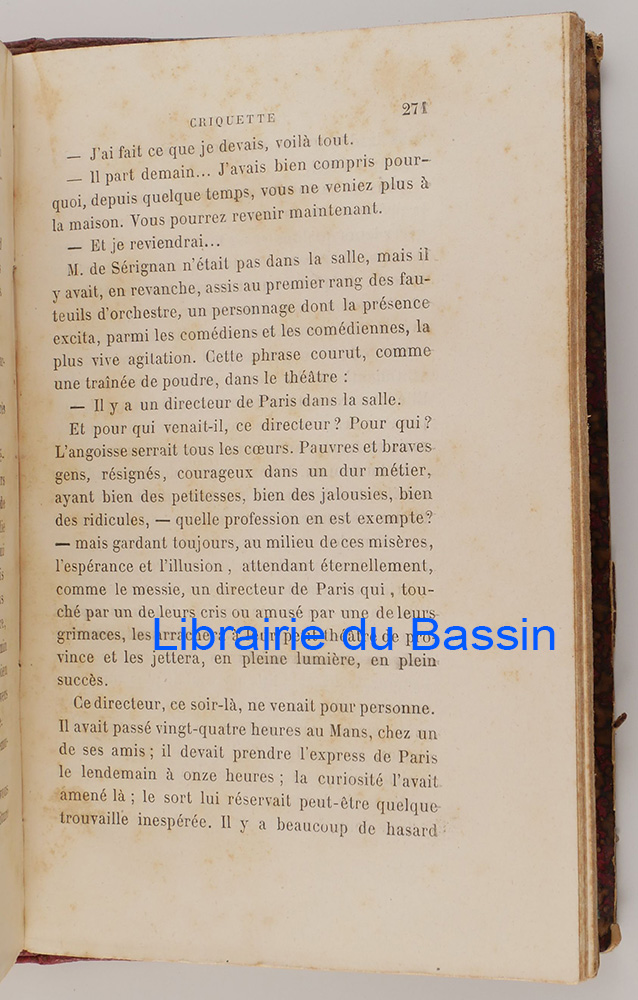 CRIQUETTE 271
— J'ai fait ce que je devais, voilà tout.
— Il part demain... J'avais bien compris pour-
quoi, depuis quelque temps, vous ne veniez plus à
la maison. Vous pourrez revenir maintenant.
— Et je reviendrai...
M. de Sérignan n'était pas dans la salle, mais il
y avait, en revanche, assis au premier rang des fau-
teuils d'orchestre, un personnage dont la présence
excita, parmi les comédiens et les comédiennes, la
plus vive agitation. Cette phrase courut, comme
une traînée de poudre, dans le théâtre :
— Il y a un directeur de Paris dans la salle.
Et pour qui venait-il, ce directeur? Pour qui?
L'angoisse serrait tous les cœurs. Pauvres et braves
gens, résignés, courageux dans un dur métier,
ayant bien des petitesses, bien des jalousies, bien
des ridicules, — quelle profession en est exempte?
— mais gardant toujours, au milieu de ces misères,
l'espérance et l'illusion, attendant éternellement,
comme le messie, un directeur de Paris qui, tou-
ché par un de leurs cris ou amusé par une de leurs
grimaces, les arrachera à leur petit théâtre de pro-
Librairie du Bassin
vince et les jettera, en pleine lumière, en plein
succès.
Ce directeur, ce soir-là, ne venait pour personne.
Il avait passé vingt-quatre heures au Mans, chez un
de ses amis; il devait prendre l'express de Paris
le lendemain à onze heures; la curiosité l'avait
amené là; le sort lui réservait peut-être quelque
trouvaille inespérée. Il y a beaucoup de hasard